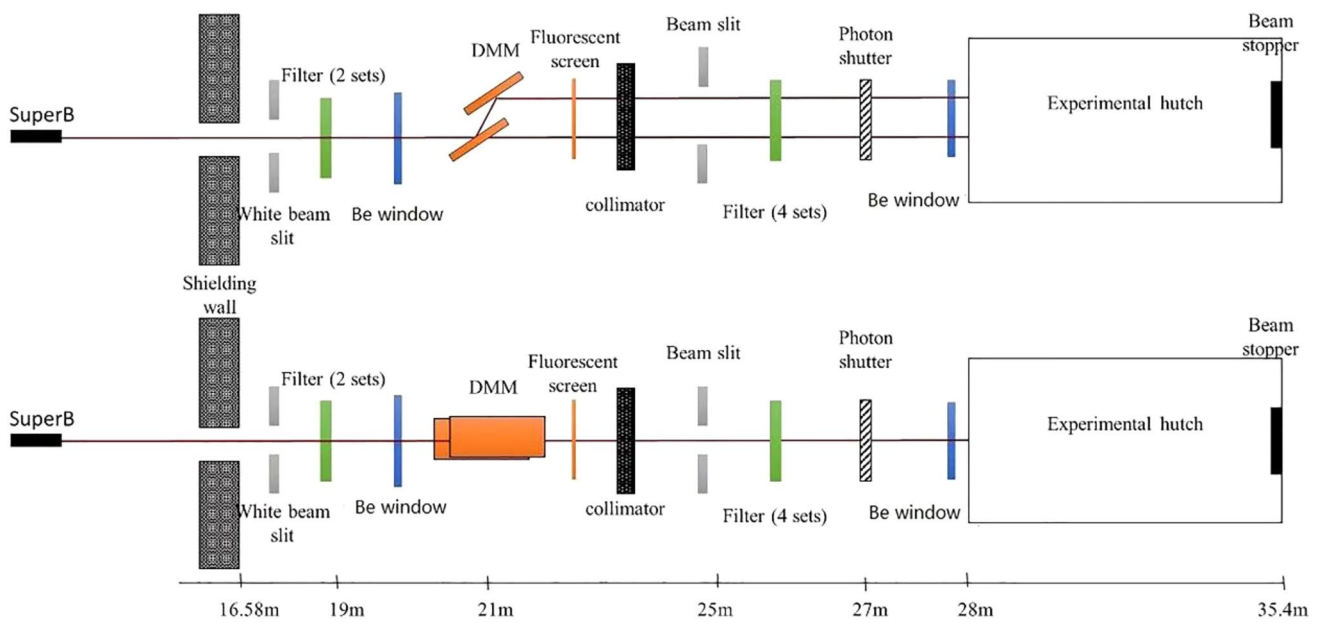 Beam
stopper
Beam slit
Photon
shutter
Fluorescent
screen
DMM
Filter (2 sets)
Experimental hutch
SuperB
collimator
Filter (4 sets)
Be window
White beam
slit
Be window
Shielding
wall
Beam
stopper
Photon
shutter
Beam slit
Fluorescent
screen
Filter (2 sets)
DMM
SuperB
Experimental hutch
Be window
collimator
Filter (4 sets)
Be window
White beam
slit
16.58m 19m 21m 25m 27m 28m 35.4m